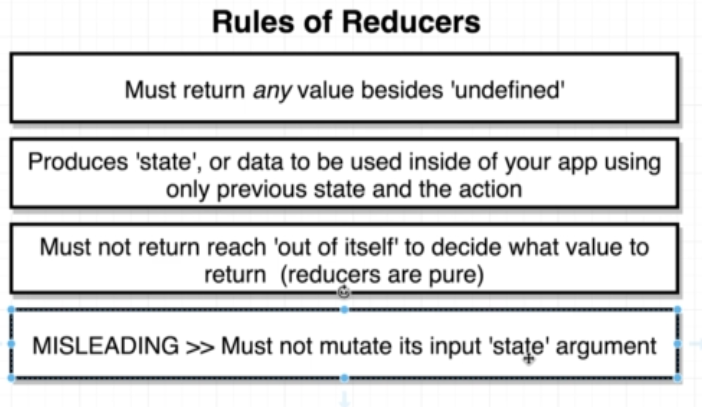 Rules of Reducers
Must return any value besides 'undefined'
Produces 'state', or data to be used inside of your app using
only previous state and the action
Must not return reach 'out of itself' to decide what value to
return (reducers are pure)
MISLEADING >> Must not mutate its input 'state' argument